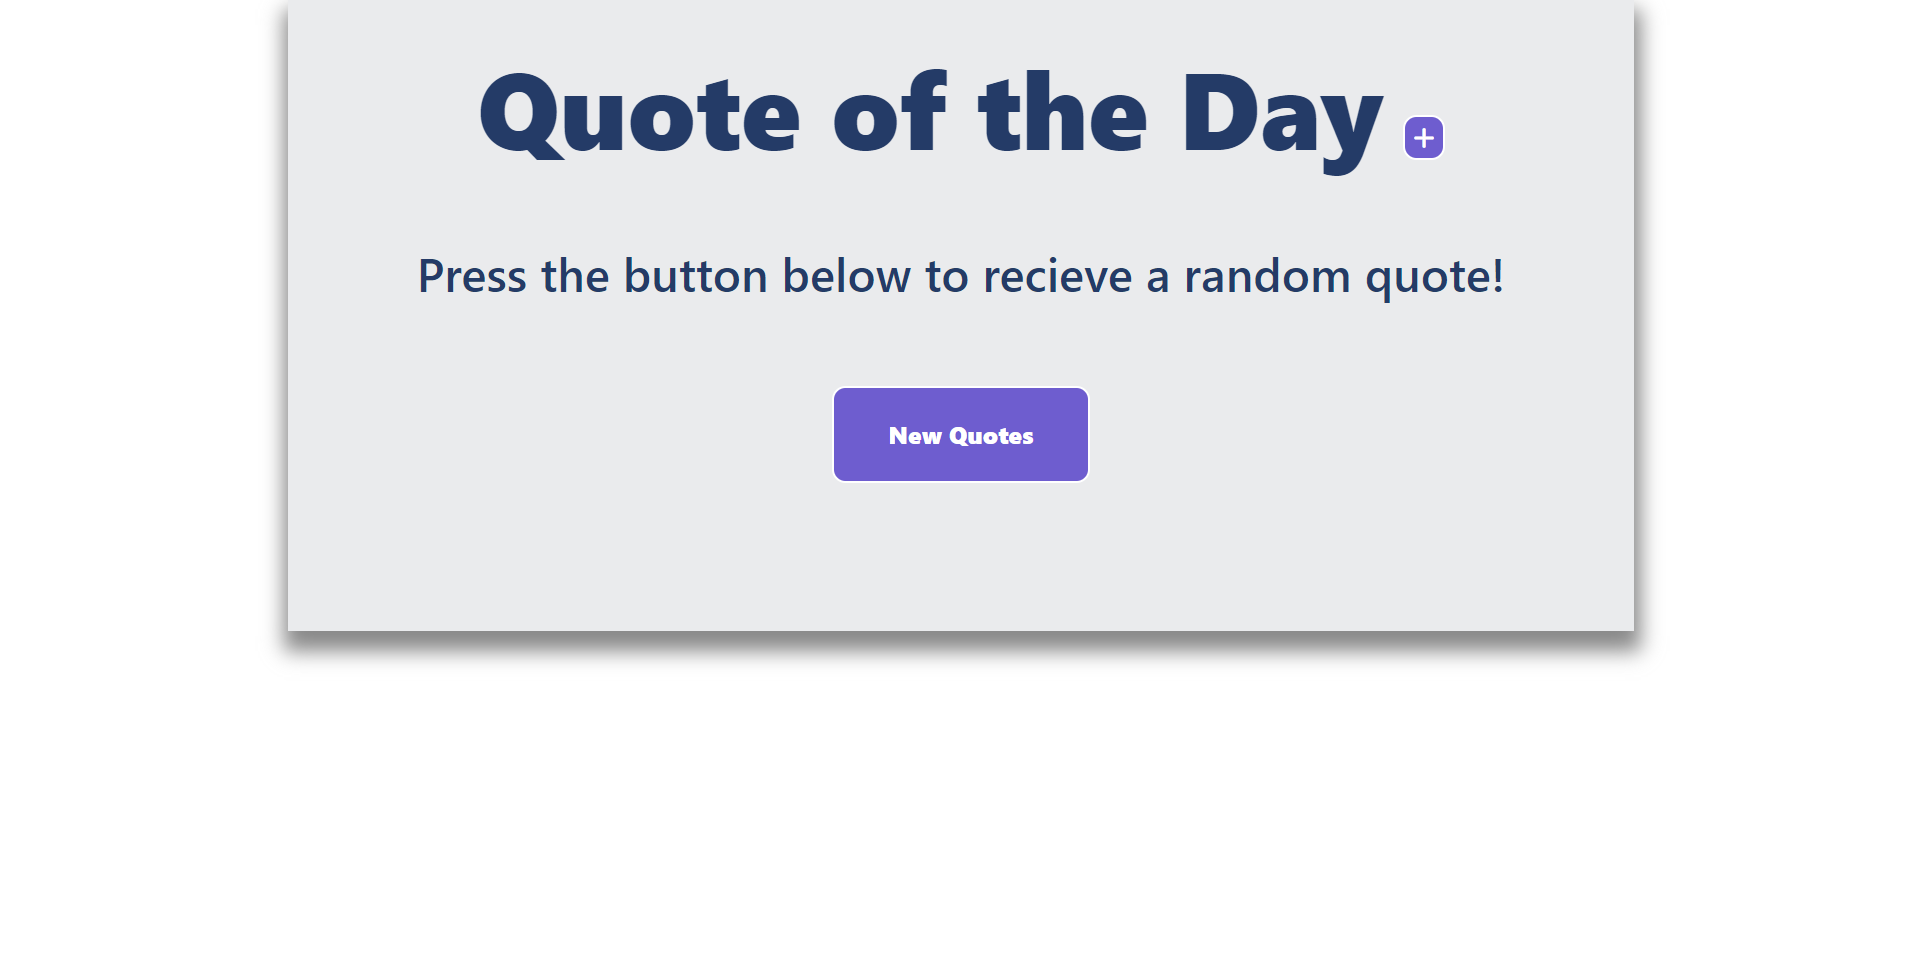 Quote of the Day +
Press the button below to recieve a random quote!
New Quotes